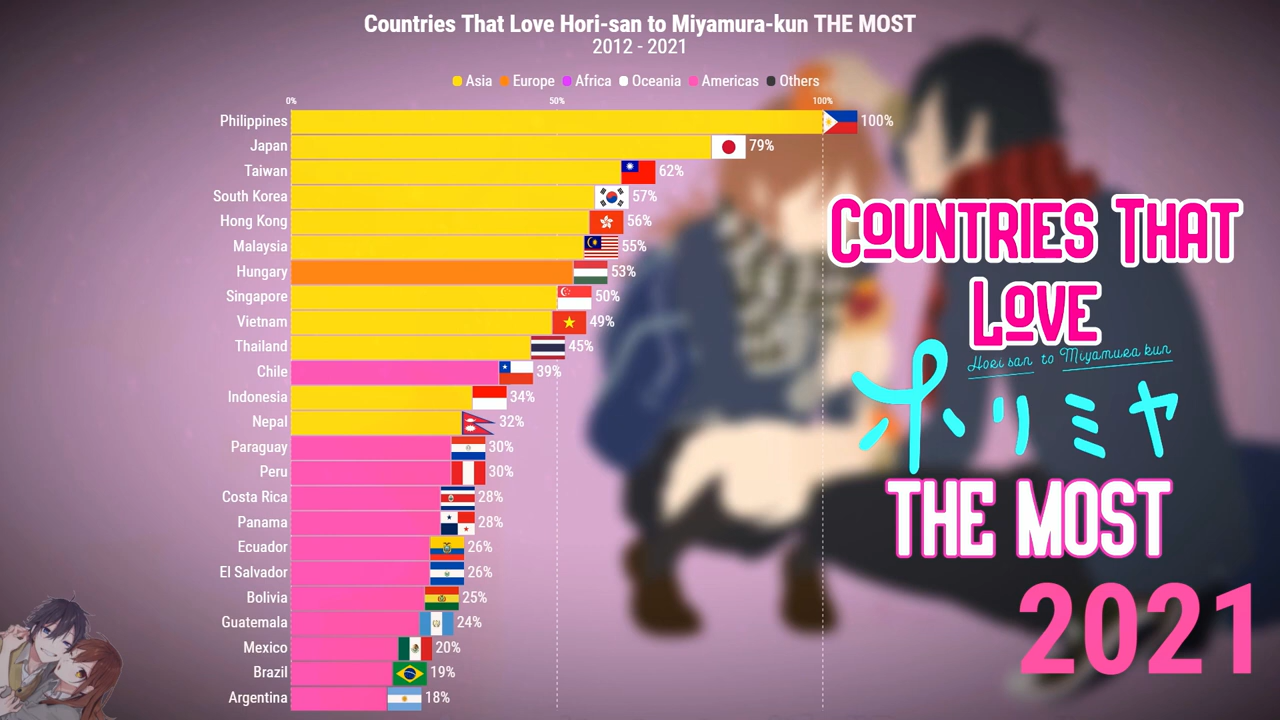 Countries That Love Hori-san to Miyamura-kun THE MOST
2012 - 2021
Asia Europe Africa Oceania Americas Others
0% 50% 100%
Philippines 100%
Japan 79%
Taiwan 62%
South Korea 57%
Hong Kong 56%
Malaysia 55%
Hungary 53%
Singapore 50%
Vietnam 49%
Thailand 45%
Chile 39%
Indonesia 34%
Nepal 32%
Paraguay 30%
Peru 30%
Costa Rica 28%
Panama 28%
Ecuador 26%
El Salvador 26%
Bolivia 25%
Guatemala 24%
Mexico 20%
Brazil 19%
Argentina 18%
COUNTRIES THAT
LOVE
Hori san to Miyamura kun
ホリミヤ
THE MOST
2021